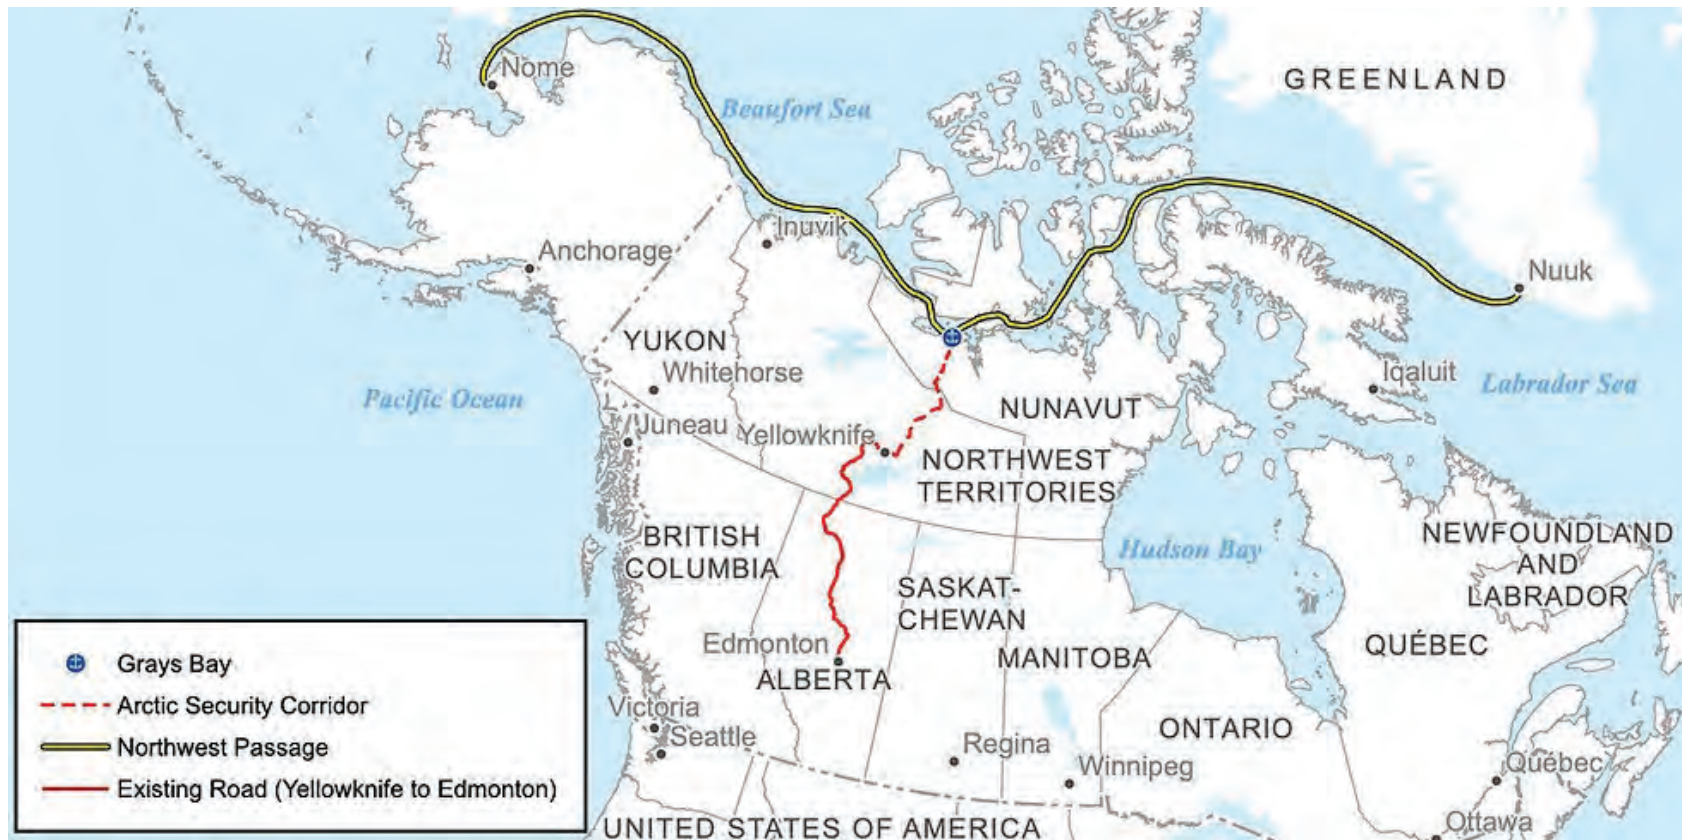 Nome
Beaufort Sea
GREENLAND
Inuvik
Anchorage
Nuuk
YUKON
Whitehorse
Pacific Ocean
Iqaluit
Labrador Sea
NUNAVUT
Juneau
Yellowknife
NORTHWEST
TERRITORIES
BRITISH
COLUMBIA
Hudson Bay
NEWFOUNDLAND
AND
LABRADOR
SASKAT-
CHEWAN
QUÉBEC
Edmonton
ALBERTA
MANITOBA
Victoria
Seattle
Regina
Winnipeg
ONTARIO
Québec
Ottawa
UNITED STATES OF AMERICA
Grays Bay
Arctic Security Corridor
Northwest Passage
Existing Road (Yellowknife to Edmonton)